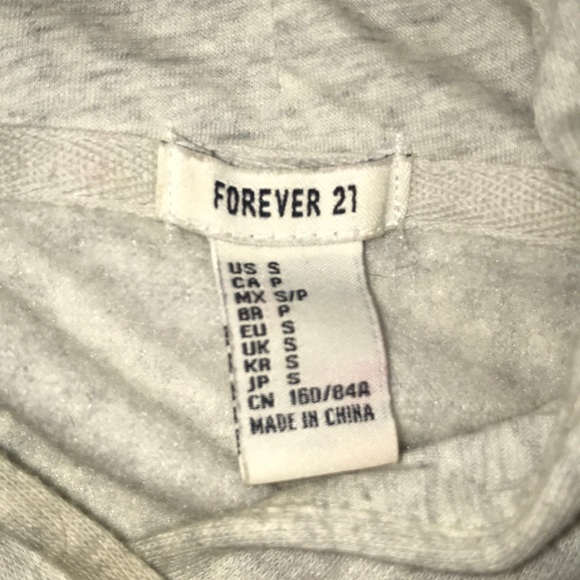 FOREVER 21
US S
CA P
MX S/P
BR P
EU S
UK S
KR S
JP S
CN 160/84A
MADE IN CHINA